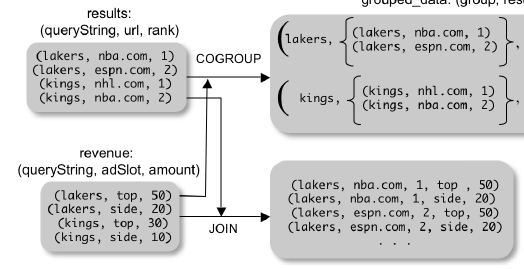 results:
(queryString, url, rank)
(lakers, nba.com, 1)
(lakers, espn.com, 2)
(kings, nhl.com, 1)
(kings, nba.com, 2)
COGROUP
grouped_data: (group, res
(lakers, {(lakers, nba.com, 1)
(lakers, espn.com, 2)},
( kings, {(kings, nhl.com, 1)
(kings, nba.com, 2)},
revenue:
(queryString, adSlot, amount)
(lakers, top, 50)
(lakers, side, 20)
(kings, top, 30)
(kings, side, 10)
JOIN
(lakers, nba.com, 1, top , 50)
(lakers, nba.com, 1, side, 20)
(lakers, espn.com, 2, top, 50)
(lakers, espn.com, 2, side, 20)
. . .